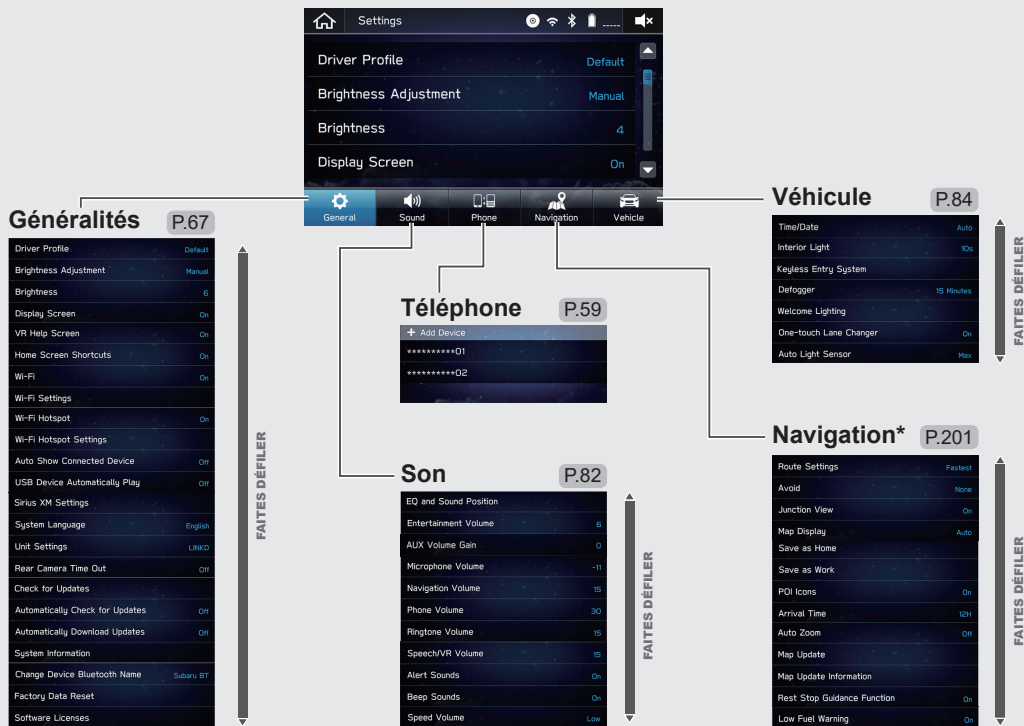 Settings
Driver Profile Default
Brightness Adjustment Manual
Brightness 4
Display Screen On
General Sound Phone Navigation Vehicle
Généralités P.67
Driver Profile Default
Brightness Adjustment Manual
Brightness 6
Display Screen On
VR Help Screen On
Home Screen Shortcuts On
Wi-Fi On
Wi-Fi Settings
Wi-Fi Hotspot On
Wi-Fi Hotspot Settings
Auto Show Connected Device Off
USB Device Automatically Play Off
Sirius XM Settings
System Language English
Unit Settings LINKD
Rear Camera Time Out Off
Check for Updates
Automatically Check for Updates Off
Automatically Download Updates Off
System Information
Change Device Bluetooth Name Subaru BT
Factory Data Reset
Software Licenses
FAITES DÉFILER
Téléphone P.59
+ Add Device
**********01
**********02
Son P.82
EQ and Sound Position
Entertainment Volume 6
AUX Volume Gain 0
Microphone Volume -11
Navigation Volume 15
Phone Volume 30
Ringtone Volume 15
Speech/VR Volume 15
Alert Sounds On
Beep Sounds On
Speed Volume Low
FAITES DÉFILER
Véhicule P.84
Time/Date Auto
Interior Light 10s
Keyless Entry System
Defogger 15 Minutes
Welcome Lighting
One-touch Lane Changer On
Auto Light Sensor Max
FAITES DÉFILER
Navigation* P.201
Route Settings Fastest
Avoid None
Junction View On
Map Display Auto
Save as Home
Save as Work
POI Icons On
Arrival Time 12H
Auto Zoom Off
Map Update
Map Update Information
Rest Stop Guidance Function On
Low Fuel Warning On
FAITES DÉFILER